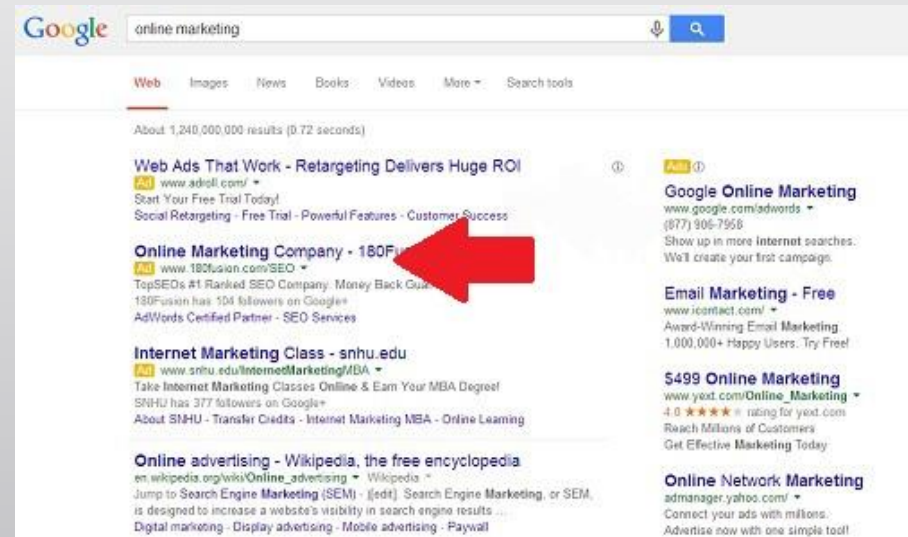 Google
online marketing
Web Images News Books Videos More Search tools
About 1,240,000,000 results (0.72 seconds)
Web Ads That Work - Retargeting Delivers Huge ROI
Ad www.adroll.com/
Start Your Free Trial Today!
Social Retargeting - Free Trial - Powerful Features - Customer Success
Online Marketing Company - 180Fu
Ad www.180fusion.com/SEO
TopSEOs #1 Ranked SEO Company. Money Back Gua
180Fusion has 104 followers on Google+
AdWords Certified Partner - SEO Services
Internet Marketing Class - snhu.edu
Ad www.snhu.edu/InternetMarketingMBA
Take Internet Marketing Classes Online & Earn Your MBA Degree!
SNHU has 377 followers on Google+
About SNHU - Transfer Credits - Internet Marketing MBA - Online Learning
Online advertising - Wikipedia, the free encyclopedia
en.wikipedia.org/wiki/Online_advertising Wikipedia
Jump to Search Engine Marketing (SEM) - [edit]. Search Engine Marketing, or SEM,
is designed to increase a website's visibility in search engine results ...
Digital marketing - Display advertising - Mobile advertising - Paywall
Ads
Google Online Marketing
www.google.com/adwords
(877) 906-7958
Show up in more internet searches.
We'll create your first campaign.
Email Marketing - Free
www.icontact.com/
Award-Winning Email Marketing.
1,000,000+ Happy Users. Try Free!
$499 Online Marketing
www.yext.com/Online_Marketing
4.0 ★★★★ rating for yext.com
Reach Millions of Customers
Get Effective Marketing Today
Online Network Marketing
admanager.yahoo.com/
Connect your ads with millions.
Advertise now with one simple tool!